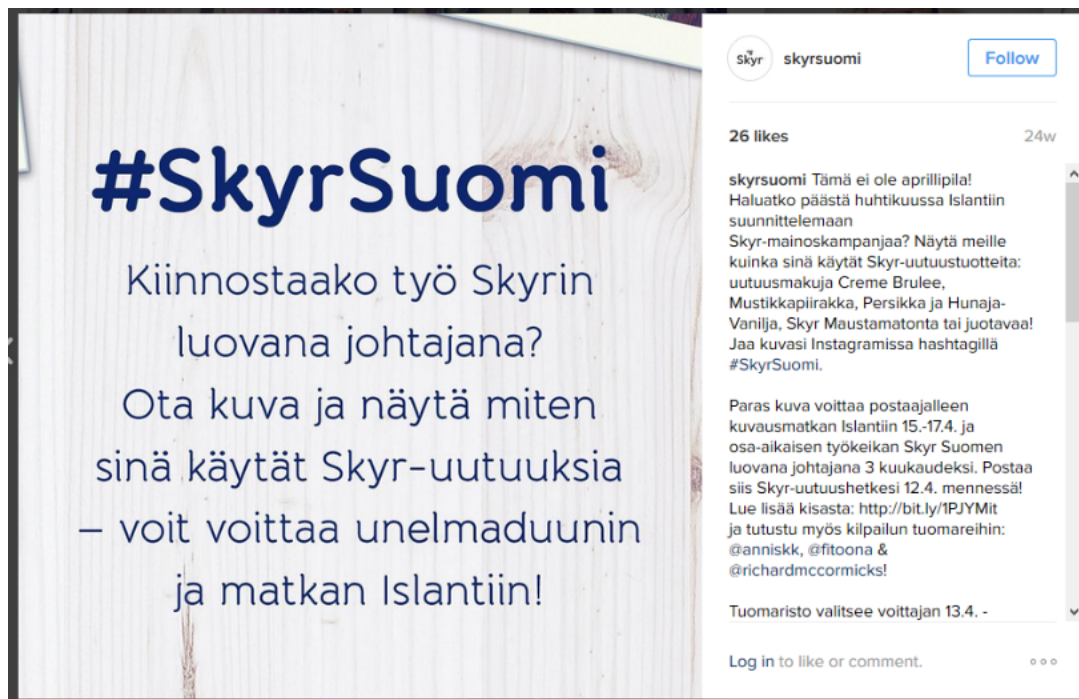 #SkyrSuomi
Kiinnostaako työ Skyrin
luovana johtajana?
Ota kuva ja näytä miten
sinä käytät Skyr-uutuuksia
– voit voittaa unelmaduunin
ja matkan Islantiin!
Skyr
skyrsuomi
Follow
26 likes
24w
skyrsuomi Tämä ei ole aprillipila!
Haluatko päästä huhtikuussa Islantiin
suunnittelemaan
Skyr-mainoskampanjaa? Näytä meille
kuinka sinä käytät Skyr-uutuustuotteita:
uutuusmakuja Creme Brulee,
Mustikkapiirakka, Persikka ja Hunaja-
Vanilja, Skyr Maustamatonta tai juotavaa!
Jaa kuvasi Instagramissa hashtagillä
#SkyrSuomi.
Paras kuva voittaa postaajalleen
kuvausmatkan Islantiin 15.-17.4. ja
osa-aikaisen työkeikan Skyr Suomen
luovana johtajana 3 kuukaudeksi. Postaa
siis Skyr-uutuushetkesi 12.4. mennessä!
Lue lisää kisasta: http://bit.ly/1PJYMit
ja tutustu myös kilpailun tuomareihin:
@anniskk, @fitoona &
@richardmccormicks!
Tuomaristo valitsee voittajan 13.4. -
Log in to like or comment.